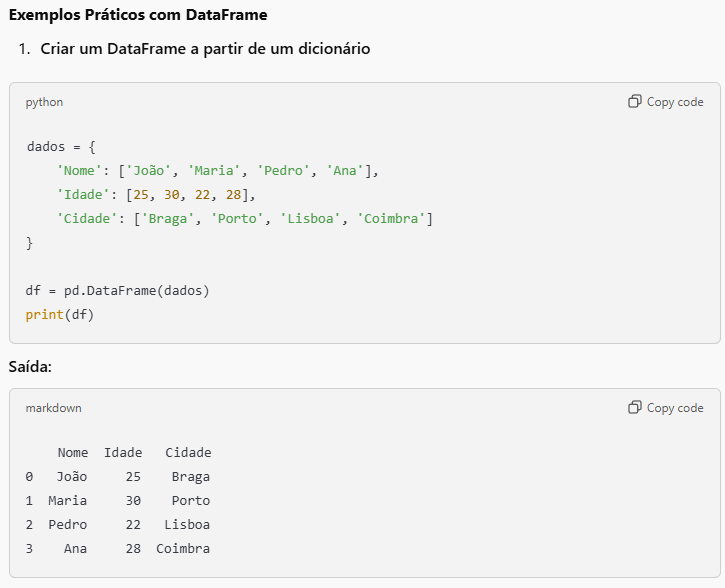 Exemplos Práticos com DataFrame
1. Criar um DataFrame a partir de um dicionário
python Copy code
dados = {
    'Nome': ['João', 'Maria', 'Pedro', 'Ana'],
    'Idade': [25, 30, 22, 28],
    'Cidade': ['Braga', 'Porto', 'Lisboa', 'Coimbra']
}
df = pd.DataFrame(dados)
print(df)
Saída:
markdown Copy code
    Nome  Idade   Cidade
0   João     25    Braga
1  Maria     30    Porto
2  Pedro     22   Lisboa
3    Ana     28  Coimbra